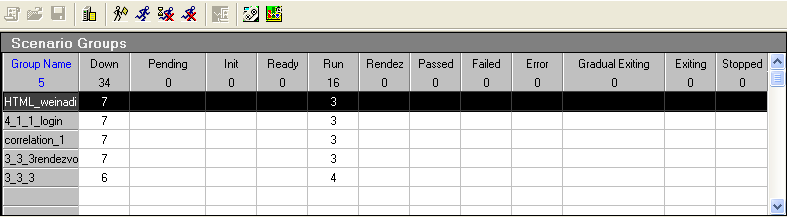 Scenario Groups
Group Name Down Pending Init Ready Run Rendez Passed Failed Error Gradual Exiting Exiting Stopped
5 34 0 0 0 16 0 0 0 0 0 0 0
HTML_weinadi 7 3
4_1_1_login 7 3
correlation_1 7 3
3_3_3rendezvo 7 3
3_3_3 6 4